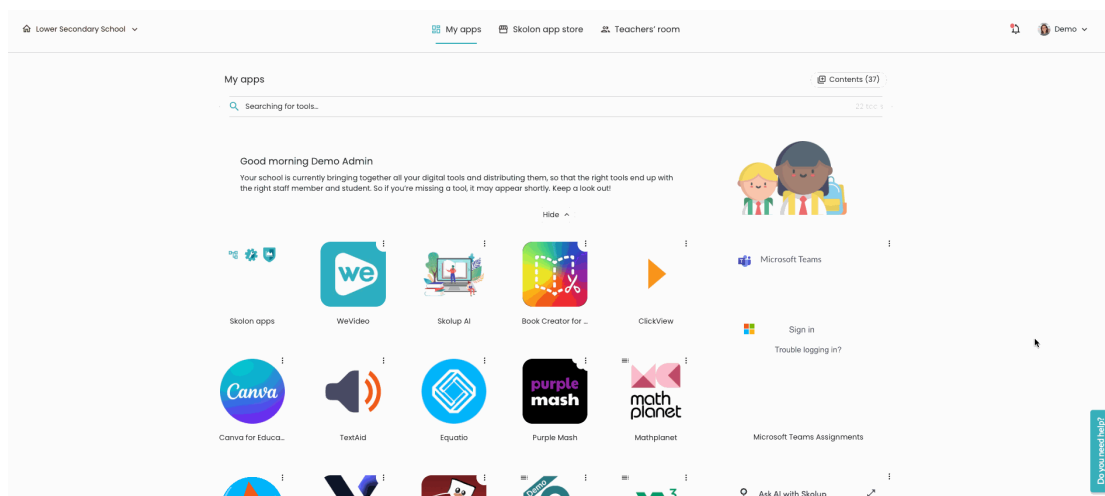 Lower Secondary School
My apps
Skolon app store
Teachers' room
Demo
My apps
Contents (37)
Searching for tools…
Good morning Demo Admin
Your school is currently bringing together all your digital tools and distributing them, so that the right tools end up with
the right staff member and student. So if you're missing a tool, it may appear shortly. Keep a look out!
Hide
Microsoft Teams
we
Skolon apps
WeVideo
Skolup AI
Book Creator for ...
ClickView
Sign in
Trouble logging in?
Canva
purple
mash
math
planet
Canva for Educa...
TextAid
Equatio
Purple Mash
Mathplanet
Microsoft Teams Assignments
Do you need help?
Demo
3
Ask AI with Skolup